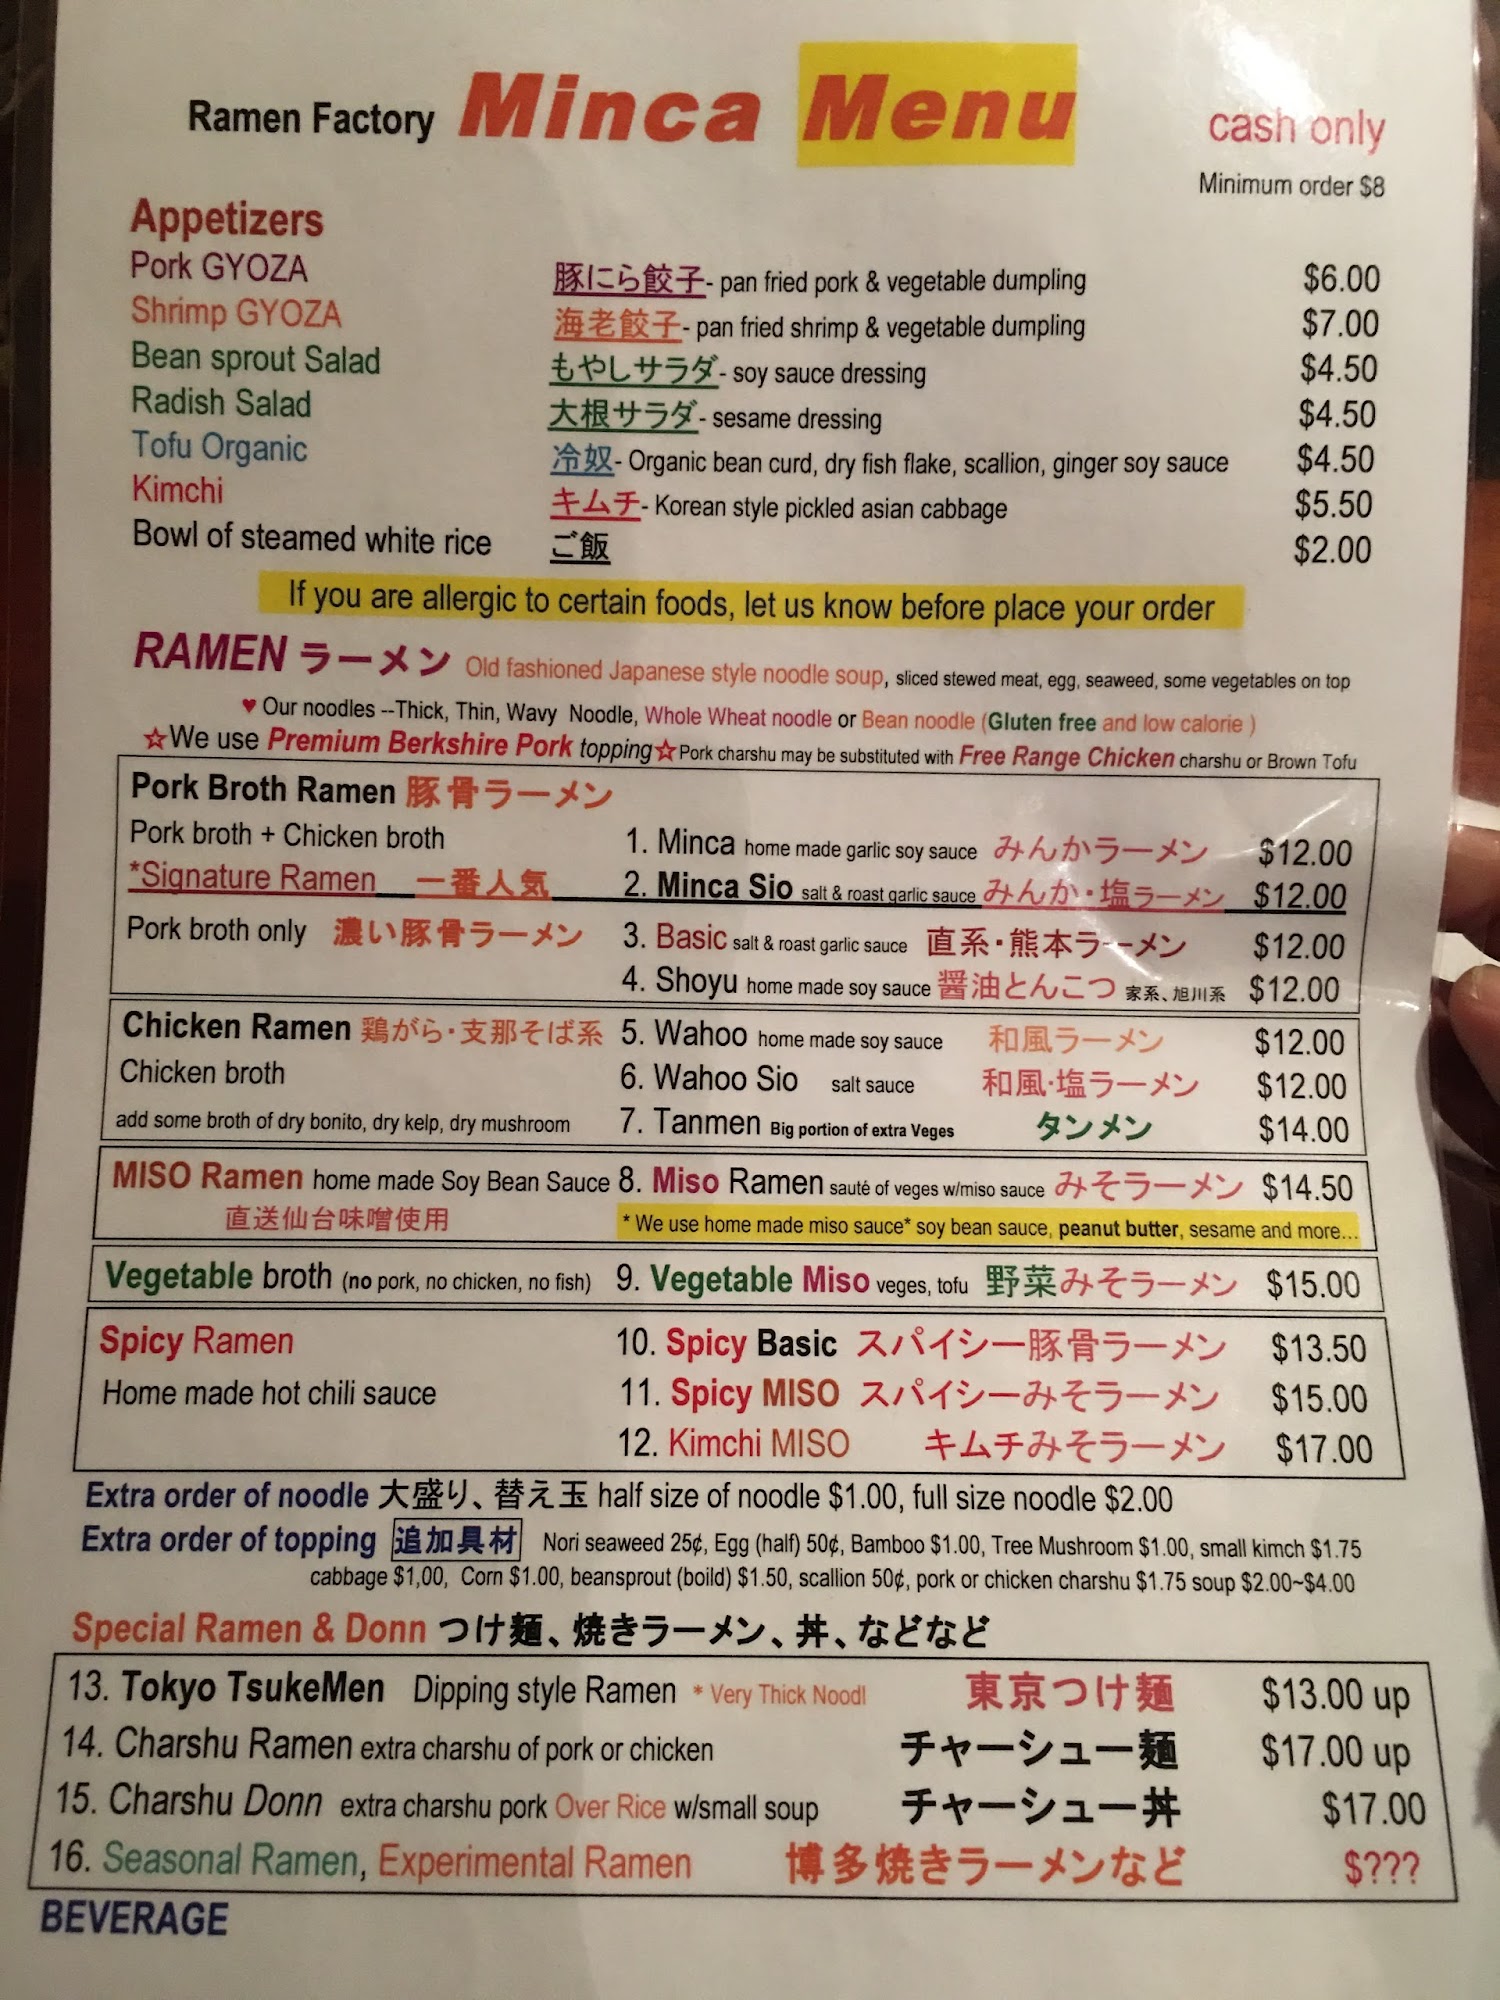 Ramen Factory Minca Menu cash only
Minimum order $8
Appetizers
Pork GYOZA 豚にら餃子- pan fried pork & vegetable dumpling $6.00
Shrimp GYOZA 海老餃子- pan fried shrimp & vegetable dumpling $7.00
Bean sprout Salad もやしサラダ- soy sauce dressing $4.50
Radish Salad 大根サラダ- sesame dressing $4.50
Tofu Organic 冷奴- Organic bean curd, dry fish flake, scallion, ginger soy sauce $4.50
Kimchi キムチ- Korean style pickled asian cabbage $5.50
Bowl of steamed white rice ご飯 $2.00
If you are allergic to certain foods, let us know before place your order
RAMEN ラーメン Old fashioned Japanese style noodle soup, sliced stewed meat, egg, seaweed, some vegetables on top
♥ Our noodles --Thick, Thin, Wavy Noodle, Whole Wheat noodle or Bean noodle (Gluten free and low calorie )
☆We use Premium Berkshire Pork topping☆Pork charshu may be substituted with Free Range Chicken charshu or Brown Tofu
Pork Broth Ramen 豚骨ラーメン
Pork broth + Chicken broth 1. Minca home made garlic soy sauce みんかラーメン $12.00
*Signature Ramen 一番人気 2. Minca Sio salt & roast garlic sauce みんか・塩ラーメン $12.00
Pork broth only 濃い豚骨ラーメン 3. Basic salt & roast garlic sauce 直系・熊本ラーメン $12.00
4. Shoyu home made soy sauce 醤油とんこつ 家系、旭川系 $12.00
Chicken Ramen 鶏がら・支那そば系 5. Wahoo home made soy sauce 和風ラーメン $12.00
Chicken broth 6. Wahoo Sio salt sauce 和風・塩ラーメン $12.00
add some broth of dry bonito, dry kelp, dry mushroom 7. Tanmen Big portion of extra Veges タンメン $14.00
MISO Ramen home made Soy Bean Sauce 8. Miso Ramen sauté of veges w/miso sauce みそラーメン $14.50
直送仙台味噌使用 * We use home made miso sauce* soy bean sauce, peanut butter, sesame and more...
Vegetable broth (no pork, no chicken, no fish) 9. Vegetable Miso veges, tofu 野菜みそラーメン $15.00
Spicy Ramen 10. Spicy Basic スパイシー豚骨ラーメン $13.50
Home made hot chili sauce 11. Spicy MISO スパイシーみそラーメン $15.00
12. Kimchi MISO キムチみそラーメン $17.00
Extra order of noodle 大盛り、替え玉 half size of noodle $1.00, full size noodle $2.00
Extra order of topping 追加具材 Nori seaweed 25¢, Egg (half) 50¢, Bamboo $1.00, Tree Mushroom $1.00, small kimch $1.75
cabbage $1,00, Corn $1.00, beansprout (boild) $1.50, scallion 50¢, pork or chicken charshu $1.75 soup $2.00~$4.00
Special Ramen & Donn つけ麺、焼きラーメン、丼、などなど
13. Tokyo TsukeMen Dipping style Ramen * Very Thick Noodl 東京つけ麺 $13.00 up
14. Charshu Ramen extra charshu of pork or chicken チャーシュー麺 $17.00 up
15. Charshu Donn extra charshu pork Over Rice w/small soup チャーシュー丼 $17.00
16. Seasonal Ramen, Experimental Ramen 博多焼きラーメンなど $???
BEVERAGE